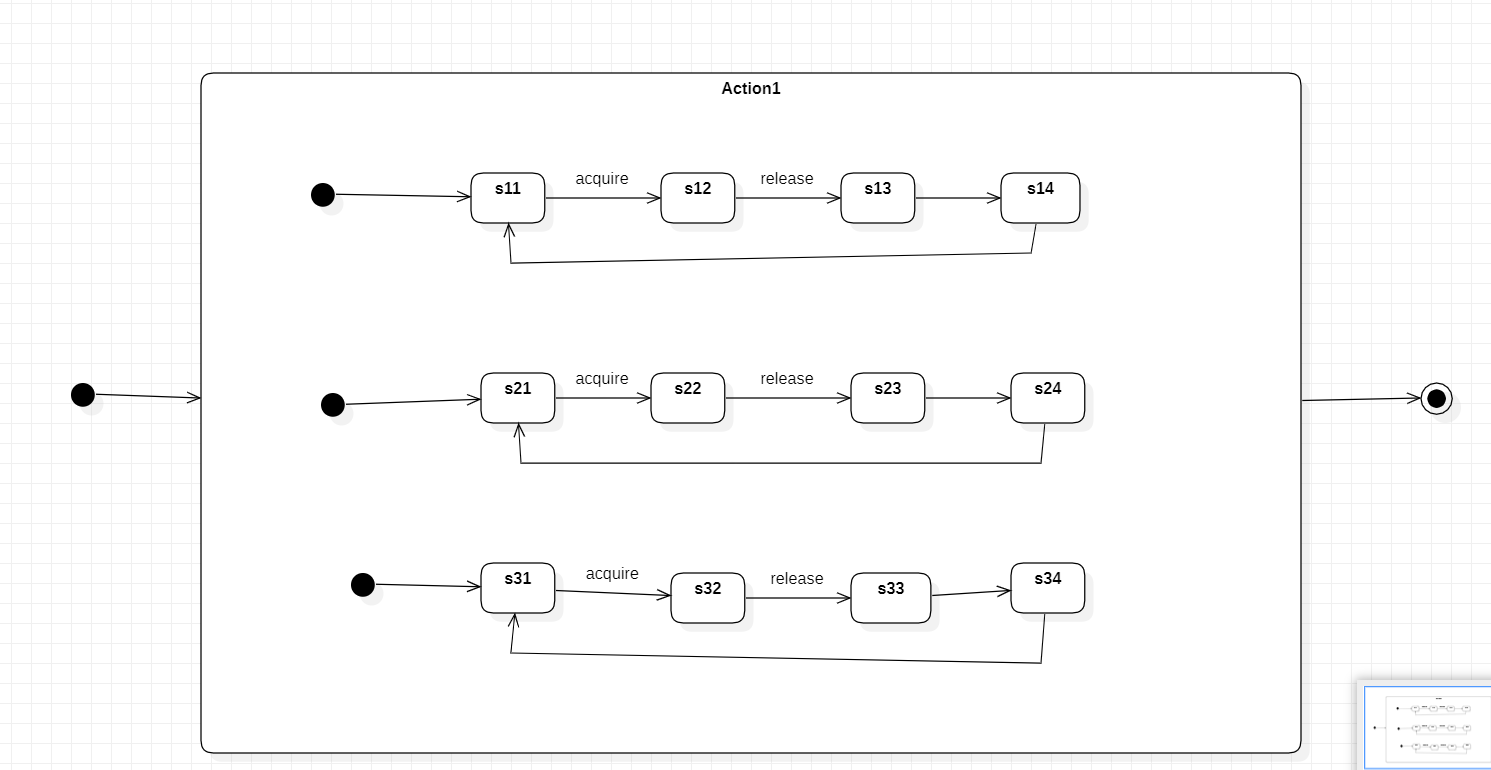 Action1
acquire
release
s11
s12
s13
s14
acquire
release
s21
s22
s23
s24
acquire
release
s31
s32
s33
s34